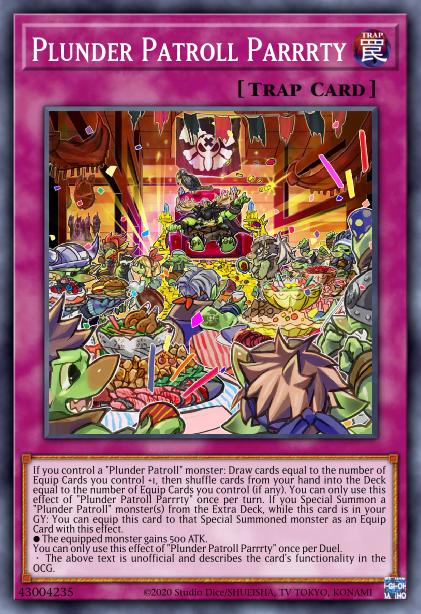 PLUNDER PATROLL PARRRTY
TRAP
罠
[TRAP CARD]
If you control a "Plunder Patroll" monster: Draw cards equal to the number of
Equip Cards you control +1, then shuffle cards from your hand into the Deck
equal to the number of Equip Cards you control (if any). You can only use this
effect of "Plunder Patroll Parrrty" once per turn. If you Special Summon a
"Plunder Patroll" monster(s) from the Extra Deck, while this card is in your
GY: You can equip this card to that Special Summoned monster as an Equip
Card with this effect.
●The equipped monster gains 500 ATK.
You can only use this effect of "Plunder Patroll Parrrty" once per Duel.
· The above text is unofficial and describes the card's functionality in the
OCG.
43004235
©2020 Studio Dice/SHUEISHA, TV TOKYO, KONAMI